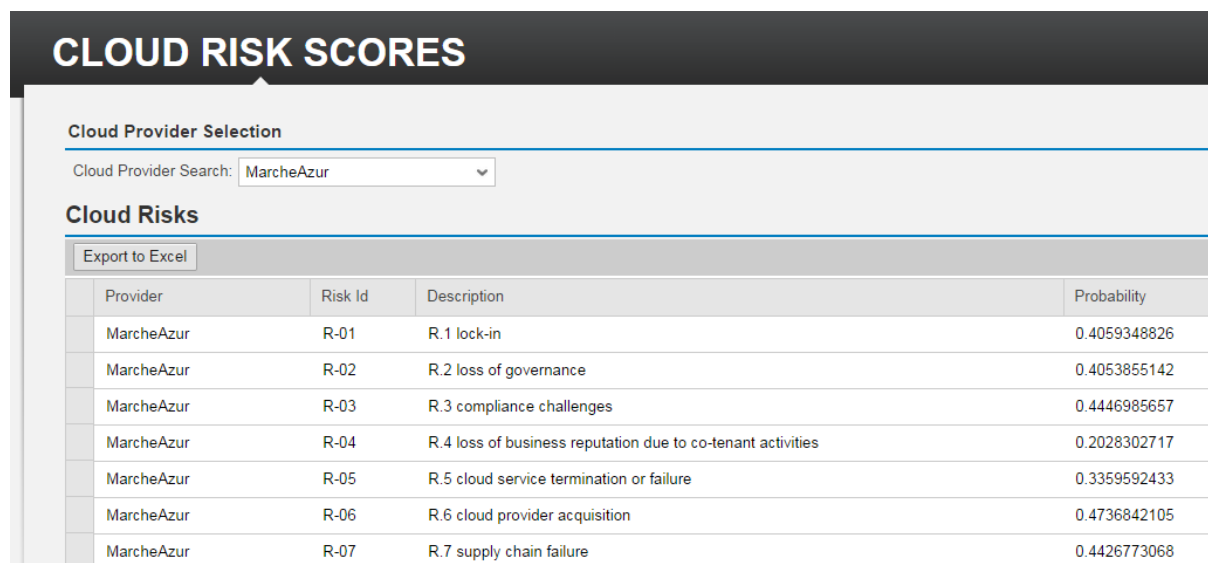 CLOUD RISK SCORES
Cloud Provider Selection
Cloud Provider Search: MarcheAzur
Cloud Risks
Export to Excel
Provider Risk Id Description Probability
MarcheAzur R-01 R.1 lock-in 0.4059348826
MarcheAzur R-02 R.2 loss of governance 0.4053855142
MarcheAzur R-03 R.3 compliance challenges 0.4446985657
MarcheAzur R-04 R.4 loss of business reputation due to co-tenant activities 0.2028302717
MarcheAzur R-05 R.5 cloud service termination or failure 0.3359592433
MarcheAzur R-06 R.6 cloud provider acquisition 0.4736842105
MarcheAzur R-07 R.7 supply chain failure 0.4426773068